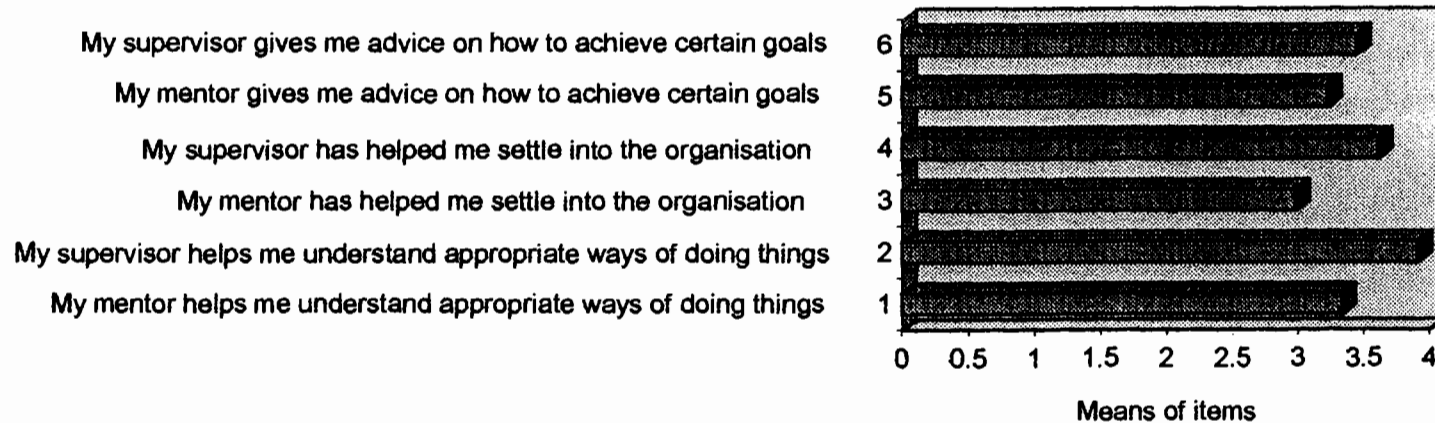 My supervisor gives me advice on how to achieve certain goals 6
My mentor gives me advice on how to achieve certain goals 5
My supervisor has helped me settle into the organisation 4
My mentor has helped me settle into the organisation 3
My supervisor helps me understand appropriate ways of doing things 2
My mentor helps me understand appropriate ways of doing things 1
0 0.5 1 1.5 2 2.5 3 3.5 4
Means of items